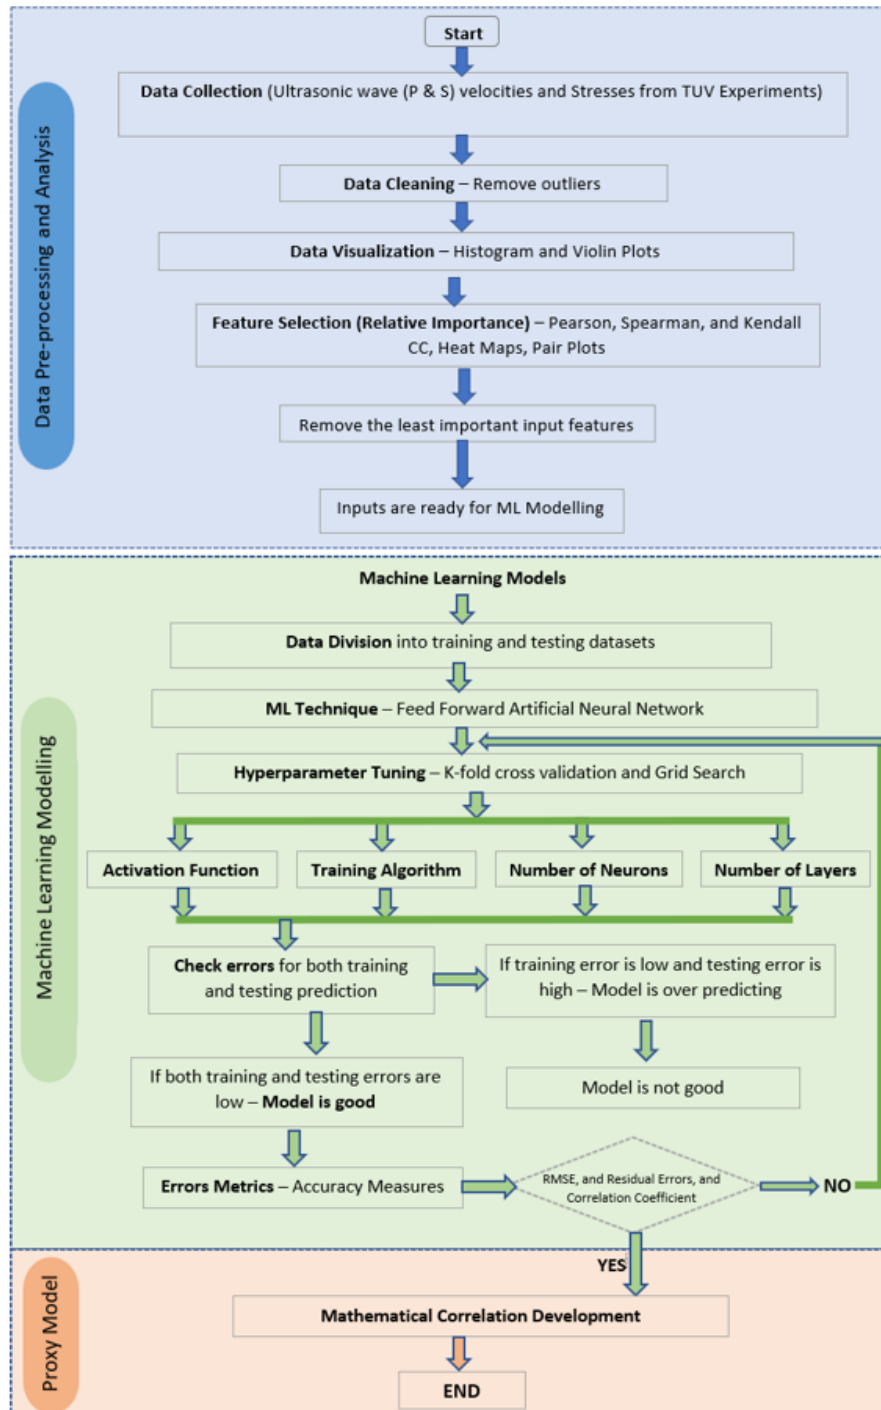 Data Pre-processing and Analysis
Start
Data Collection (Ultrasonic wave (P & S) velocities and Stresses from TUV Experiments)
Data Cleaning – Remove outliers
Data Visualization – Histogram and Violin Plots
Feature Selection (Relative Importance) – Pearson, Spearman, and Kendall
CC, Heat Maps, Pair Plots
Remove the least important input features
Inputs are ready for ML Modelling
Machine Learning Modelling
Machine Learning Models
Data Division into training and testing datasets
ML Technique – Feed Forward Artificial Neural Network
Hyperparameter Tuning – K-fold cross validation and Grid Search
Activation Function
Training Algorithm
Number of Neurons
Number of Layers
Check errors for both training
and testing prediction
If training error is low and testing error is
high – Model is over predicting
If both training and testing errors are
low – Model is good
Model is not good
Errors Metrics – Accuracy Measures
RMSE, and Residual Errors, and
Correlation Coefficient
NO
YES
Proxy Model
Mathematical Correlation Development
END